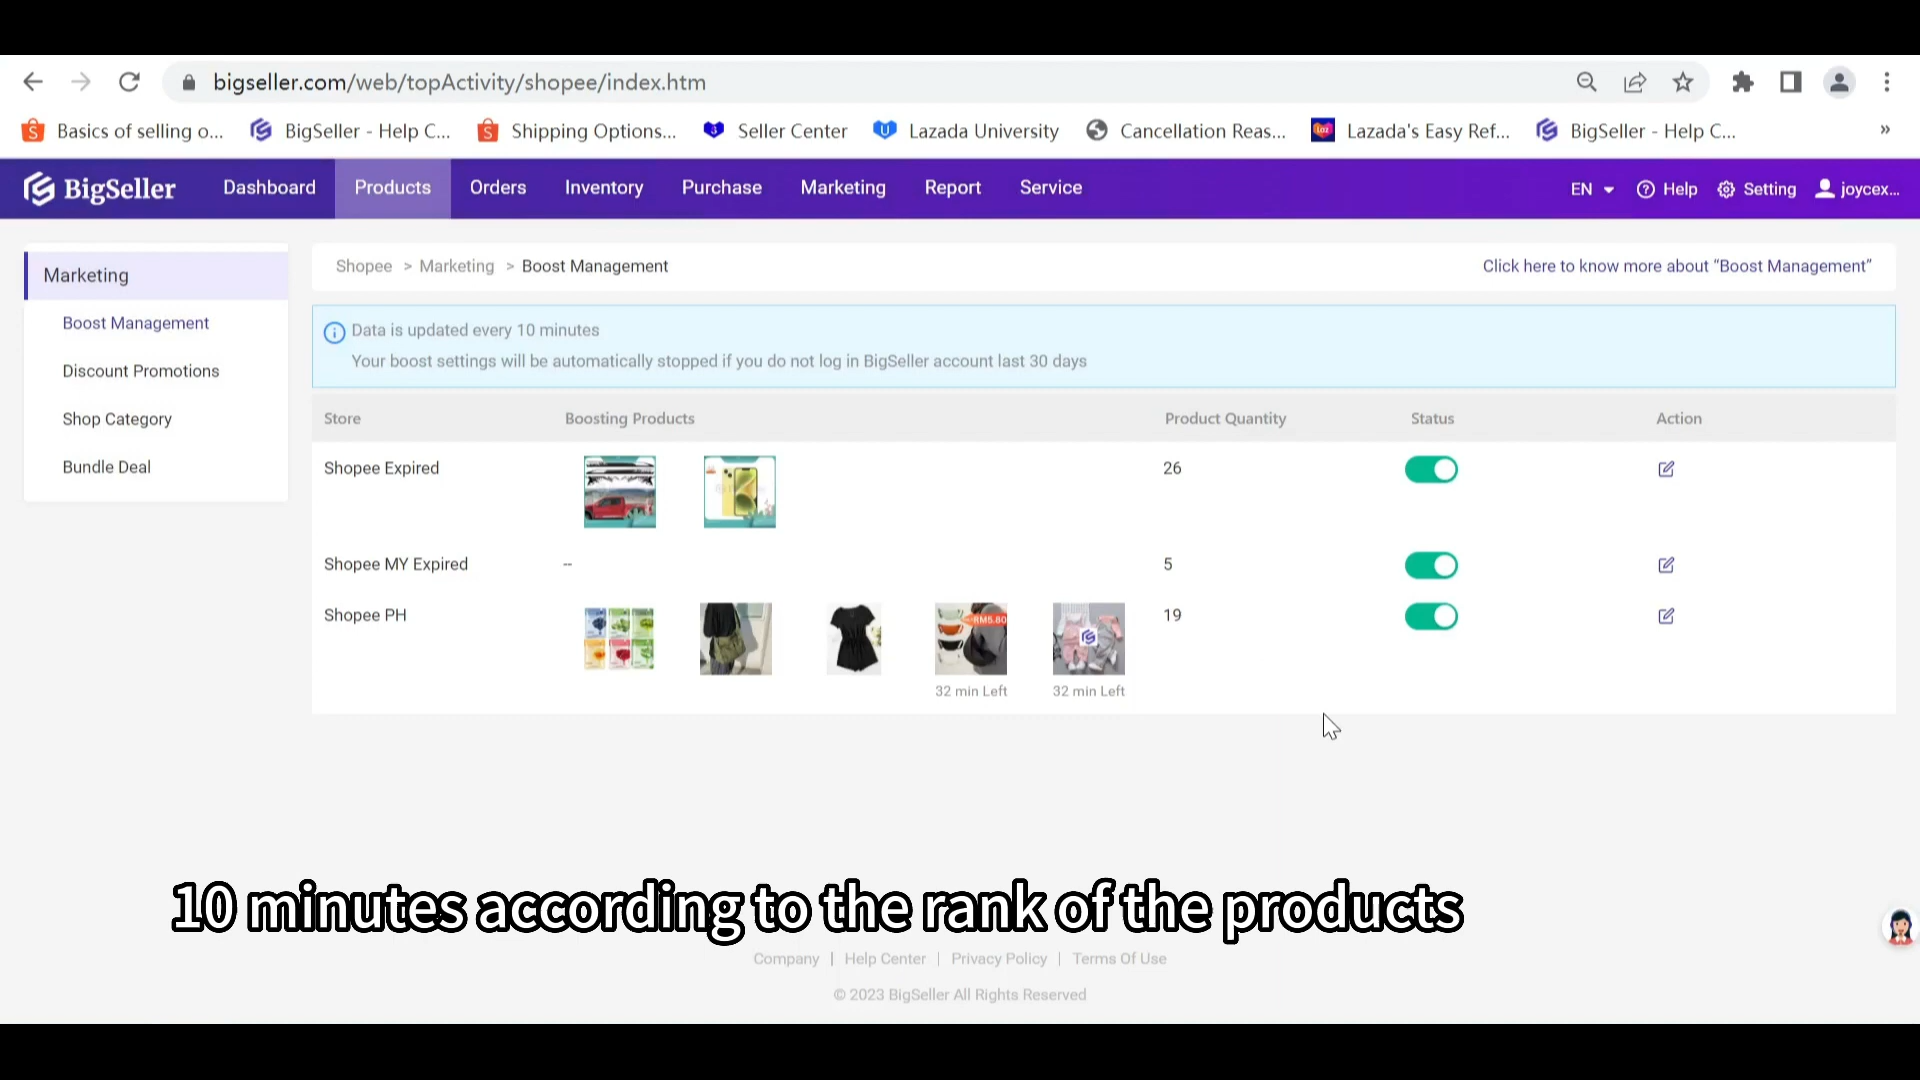 bigseller.com/web/topActivity/shopee/index.htm
Basics of selling o...
BigSeller - Help C...
Shipping Options...
Seller Center
Lazada University
Cancellation Reas...
Lazada's Easy Ref...
BigSeller - Help C...
»
BigSeller
Dashboard
Products
Orders
Inventory
Purchase
Marketing
Report
Service
EN
Help
Setting
joycex...
Marketing
Boost Management
Discount Promotions
Shop Category
Bundle Deal
Shopee > Marketing > Boost Management
Click here to know more about “Boost Management”
Data is updated every 10 minutes
Your boost settings will be automatically stopped if you do not log in BigSeller account last 30 days
Store
Boosting Products
Product Quantity
Status
Action
Shopee Expired
26
Shopee MY Expired
--
5
Shopee PH
RM5.80
32 min Left
32 min Left
19
10 minutes according to the rank of the products
Company | Help Center | Privacy Policy | Terms Of Use
© 2023 BigSeller All Rights Reserved